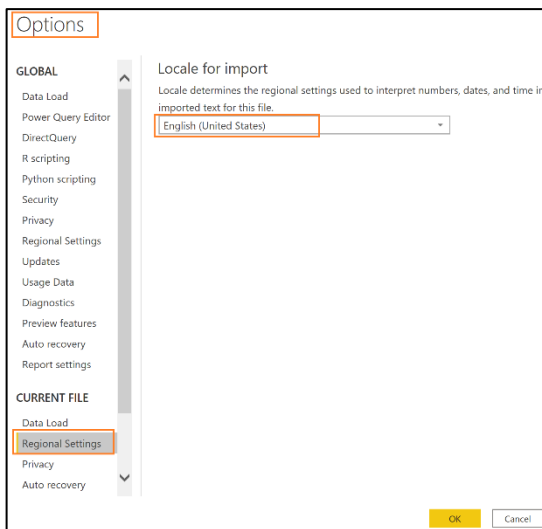 Options
GLOBAL
Data Load
Power Query Editor
DirectQuery
R scripting
Python scripting
Security
Privacy
Regional Settings
Updates
Usage Data
Diagnostics
Preview features
Auto recovery
Report settings
CURRENT FILE
Data Load
Regional Settings
Privacy
Auto recovery
Locale for import
Locale determines the regional settings used to interpret numbers, dates, and time in
imported text for this file.
English (United States)
OK
Cancel